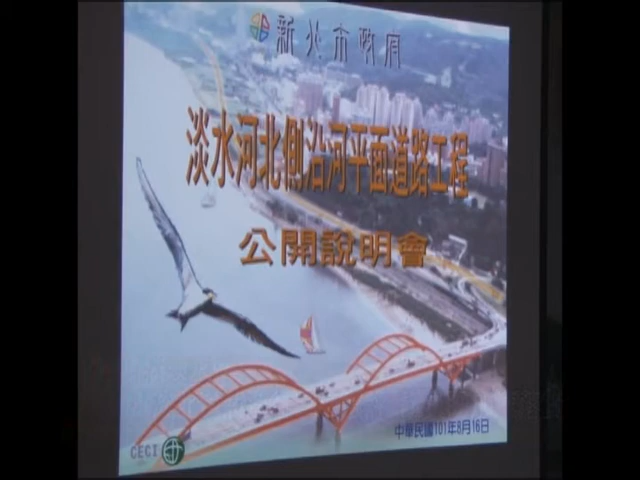 新北市政府
淡水河北側沿河平面道路工程
公開說明會
中華民國101年8月16日
CECI